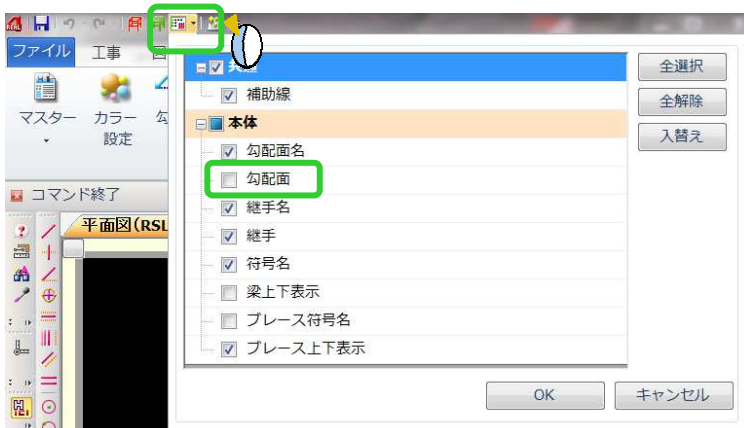 ファイル
工事
図
マスター
カラー
設定
勾
コマンド終了
平面図(RSL
共通
補助線
本体
勾配面名
勾配面
継手名
継手
符号名
梁上下表示
ブレース符号名
ブレース上下表示
全選択
全解除
入替え
OK
キャンセル